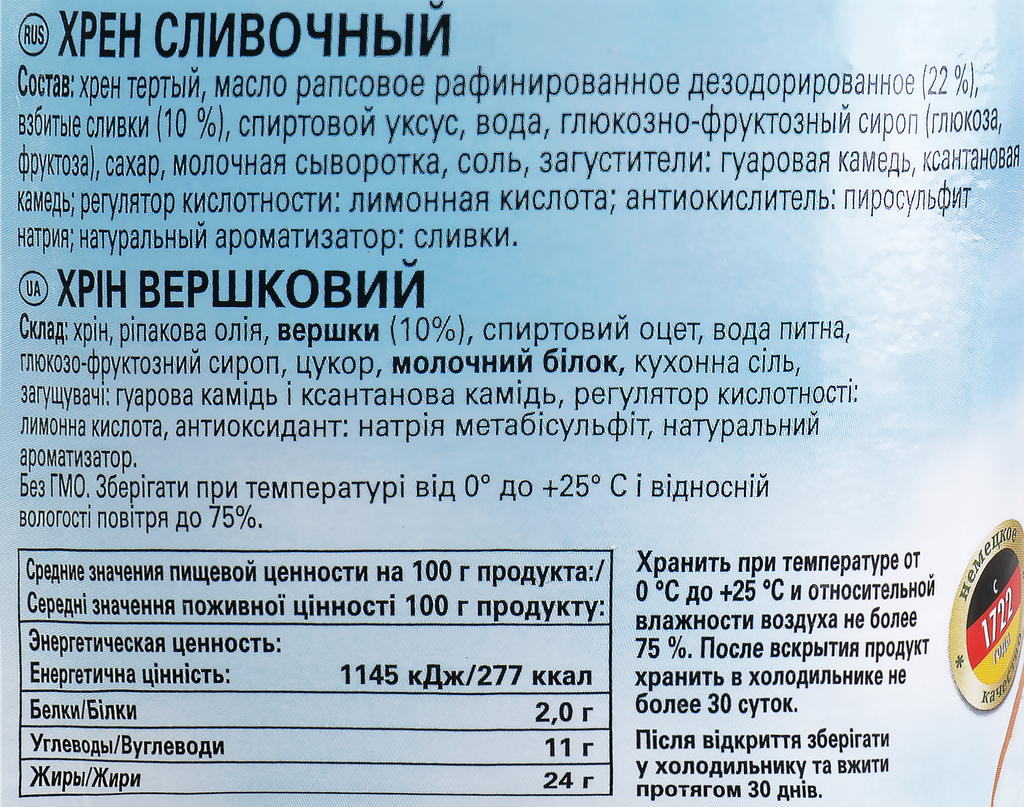 RUS ХРЕН СЛИВОЧНЫЙ
Состав: хрен тертый, масло рапсовое рафинированное дезодорированное (22 %),
взбитые сливки (10 %), спиртовой уксус, вода, глюкозно-фруктозный сироп (глюкоза,
фруктоза), сахар, молочная сыворотка, соль, загустители: гуаровая камедь, ксантановая
камедь; регулятор кислотности: лимонная кислота; антиокислитель: пиросульфит
натрия; натуральный ароматизатор: сливки.
UA ХРІН ВЕРШКОВИЙ
Склад: хрін, ріпакова олія, вершки (10%), спиртовий оцет, вода питна,
глюкозо-фруктозний сироп, цукор, молочний білок, кухонна сіль,
загущувачі: гуарова камідь і ксантанова камідь, регулятор кислотності:
лимонна кислота, антиоксидант: натрія метабісульфіт, натуральний
ароматизатор.
Без ГМО. Зберігати при температурі від 0° до +25° С і відносній
вологості повітря до 75%.
Средние значения пищевой ценности на 100 г продукта:/
Середні значення поживної цінності 100 г продукту:
Энергетическая ценность:
Енергетична цінність: 1145 кДж/277 ккал
Белки/Білки 2,0 г
Углеводы/Вуглеводи 11 г
Жиры/Жири 24 г
Хранить при температуре от
0 °С до +25 °С и относительной
влажности воздуха не более
75 %. После вскрытия продукт
хранить в холодильнике не
более 30 суток.
Після відкриття зберігати
у холодильнику та вжити
протягом 30 днів.
немецкое
с
1722
года
качество